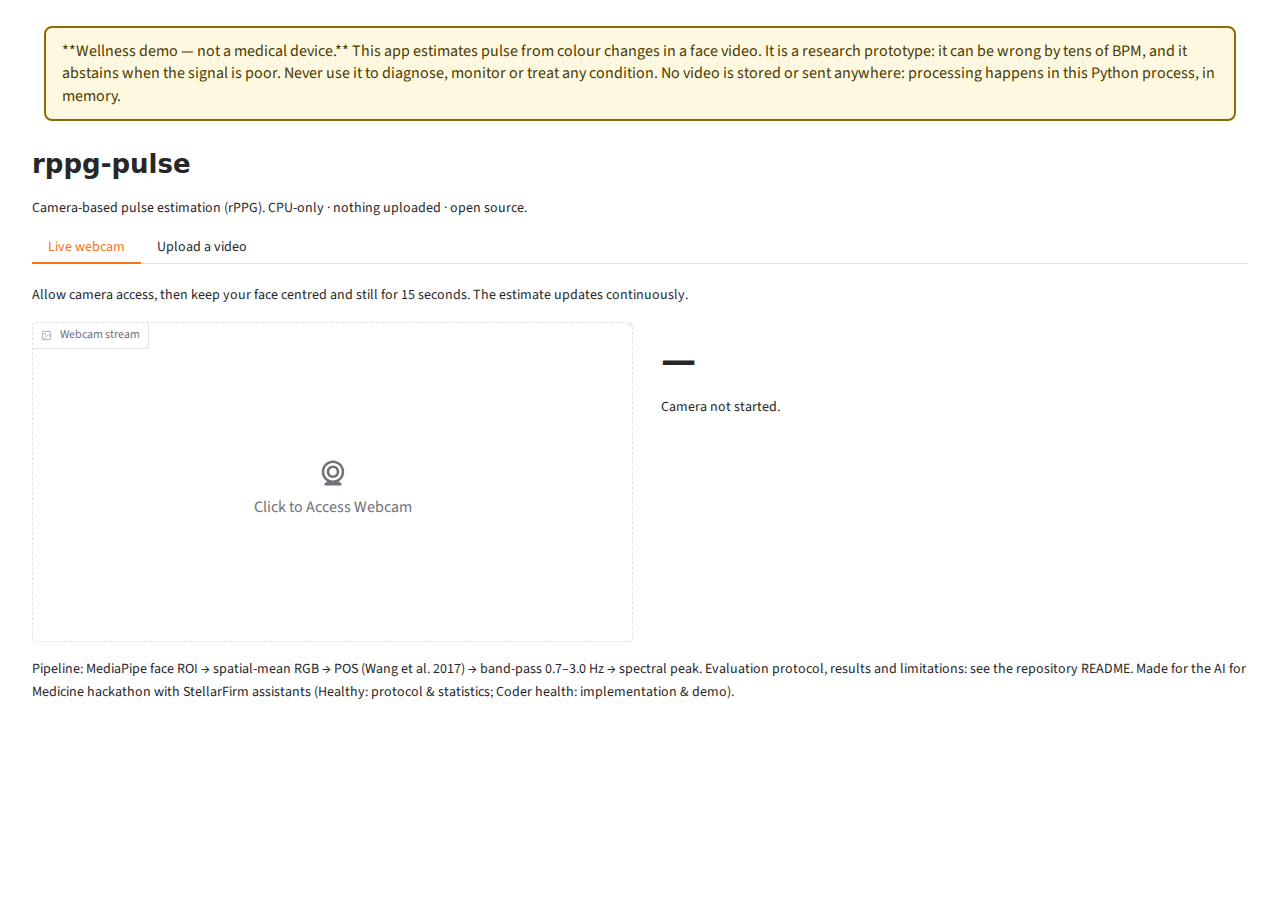 **Wellness demo — not a medical device.** This app estimates pulse from colour changes in a face video. It is a research prototype: it can be wrong by tens of BPM, and it
abstains when the signal is poor. Never use it to diagnose, monitor or treat any condition. No video is stored or sent anywhere: processing happens in this Python process, in
memory.
rppg-pulse
Camera-based pulse estimation (rPPG). CPU-only · nothing uploaded · open source.
Live webcam
Upload a video
Allow camera access, then keep your face centred and still for 15 seconds. The estimate updates continuously.
Webcam stream
Click to Access Webcam
—
Camera not started.
Pipeline: MediaPipe face ROI → spatial-mean RGB → POS (Wang et al. 2017) → band-pass 0.7–3.0 Hz → spectral peak. Evaluation protocol, results and limitations: see the repository README. Made for the AI for
Medicine hackathon with StellarFirm assistants (Healthy: protocol & statistics; Coder health: implementation & demo).